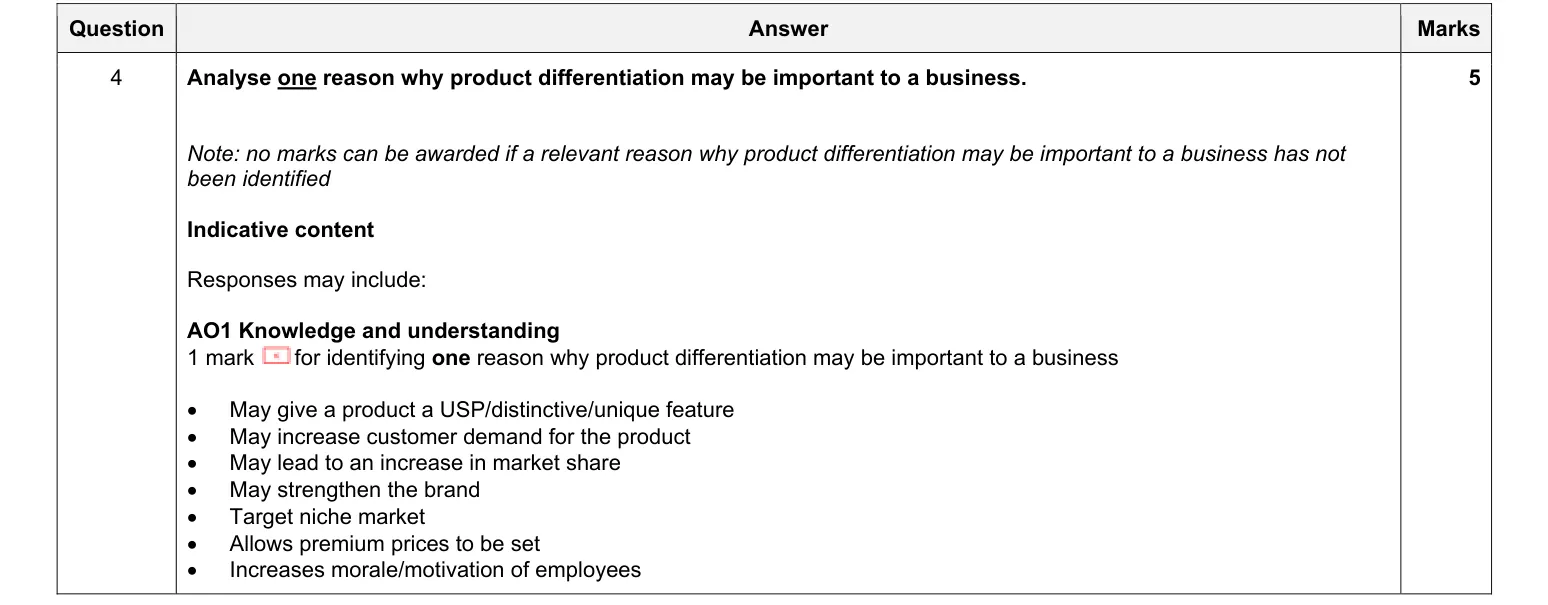 Question Answer Marks
4 Analyse one reason why product differentiation may be important to a business. 5
Note: no marks can be awarded if a relevant reason why product differentiation may be important to a business has not
been identified
Indicative content
Responses may include:
AO1 Knowledge and understanding
1 mark for identifying one reason why product differentiation may be important to a business
• May give a product a USP/distinctive/unique feature
• May increase customer demand for the product
• May lead to an increase in market share
• May strengthen the brand
• Target niche market
• Allows premium prices to be set
• Increases morale/motivation of employees